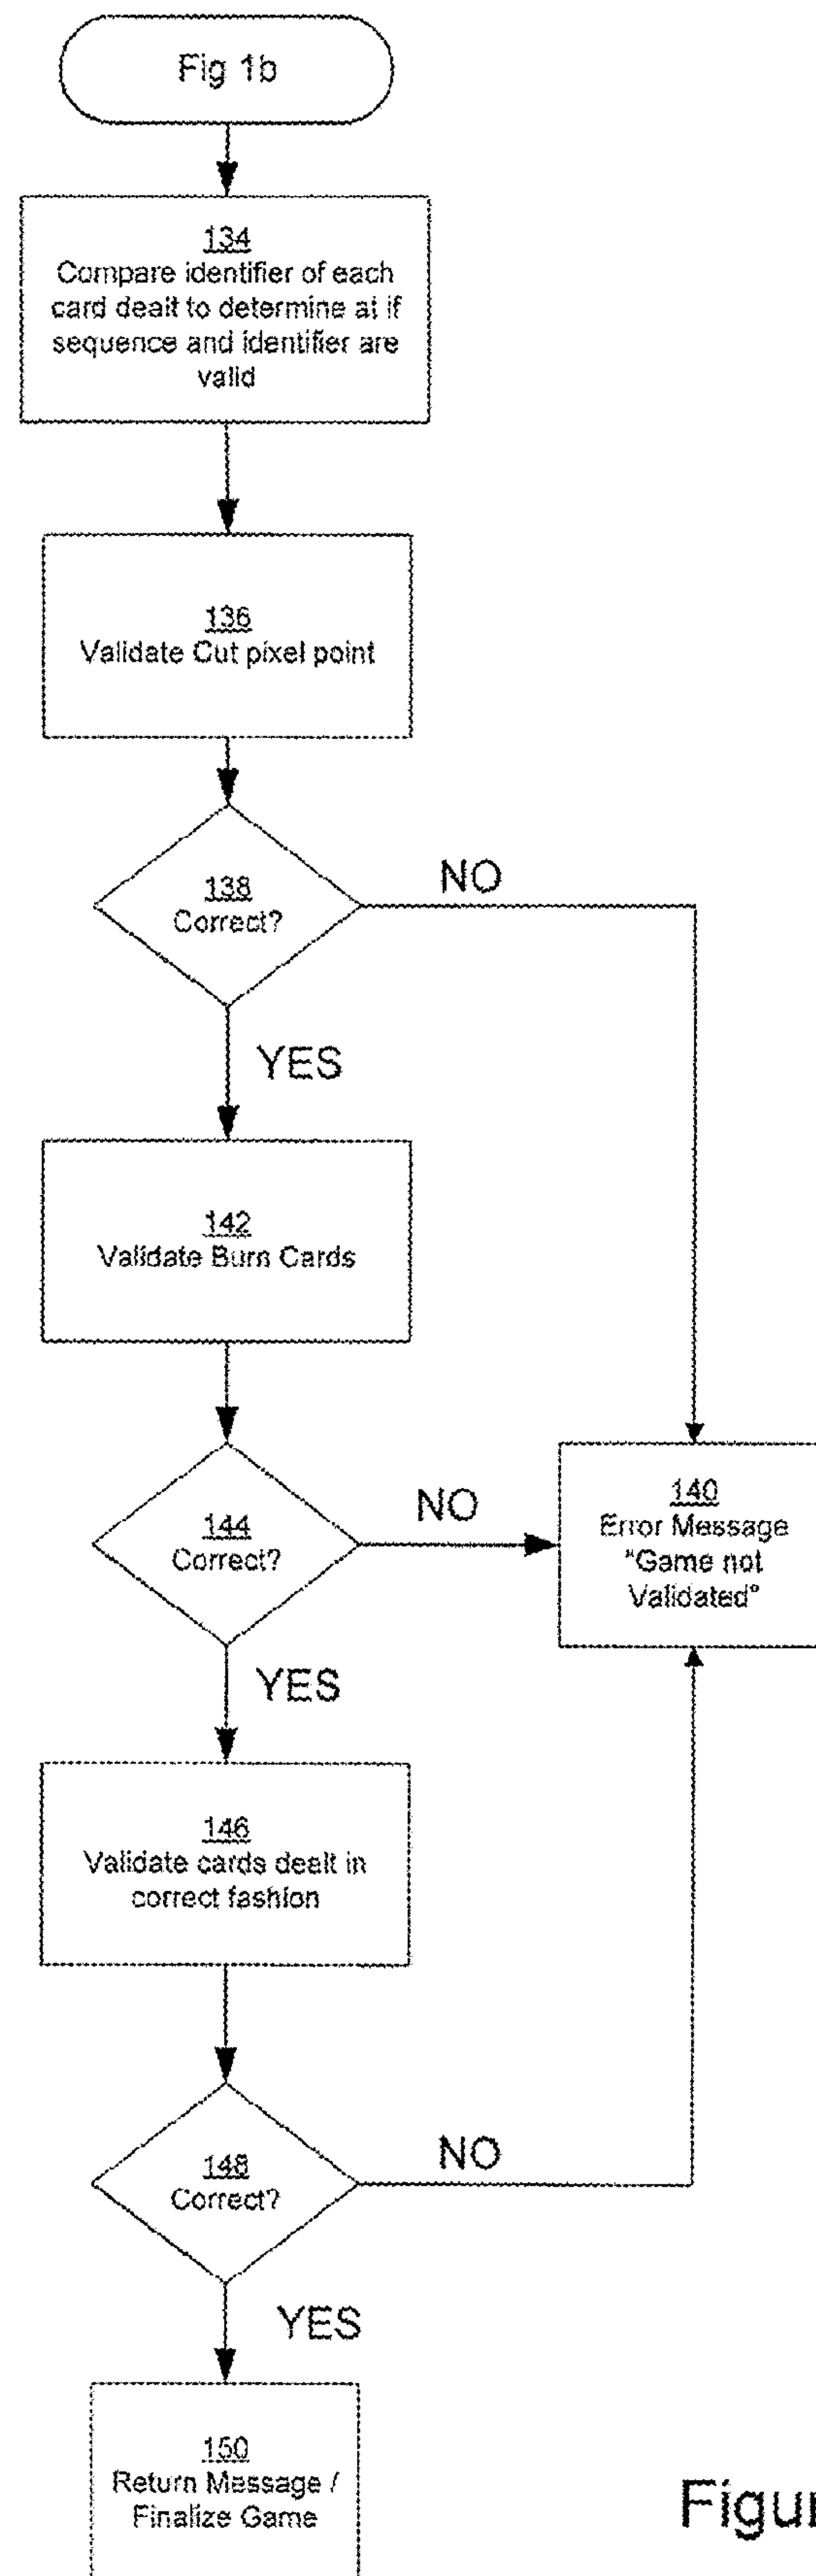 Fig 1b
134
Compare identifier of each
card dealt to determine at if
sequence and identifier are
valid
136
Validate Cut pixel point
138
Correct?
NO
YES
142
Validate Burn Cards
144
Correct?
NO
140
Error Message
"Game not
Validated"
YES
146
Validate cards dealt in
correct fashion
148
Correct?
NO
YES
150
Return Message /
Finalize Game
Figur